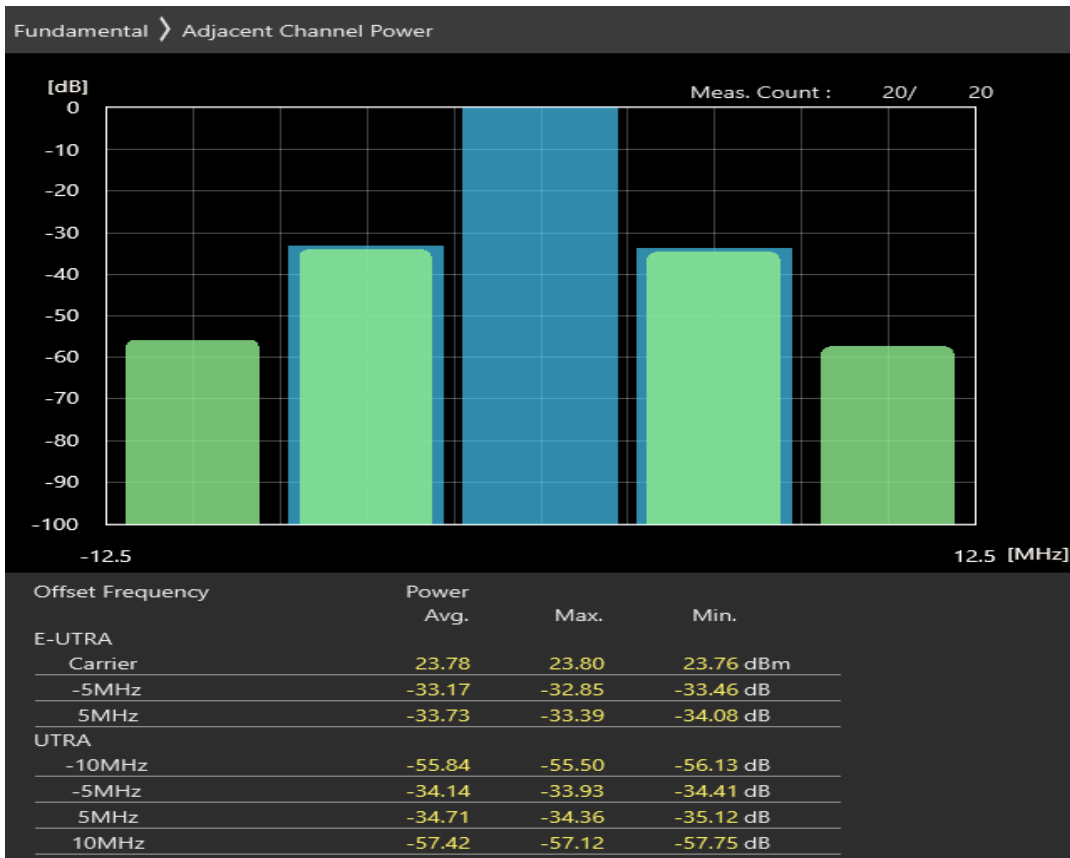 Fundamental 》 Adjacent Channel Power
[dB]
Meas. Count : 20/ 20
0
-10
-20
-30
-40
-50
-60
-70
-80
-90
-100
-12.5 12.5 [MHz]
Offset Frequency Power
Avg. Max. Min.
E-UTRA
Carrier 23.78 23.80 23.76 dBm
-5MHz -33.17 -32.85 -33.46 dB
5MHz -33.73 -33.39 -34.08 dB
UTRA
-10MHz -55.84 -55.50 -56.13 dB
-5MHz -34.14 -33.93 -34.41 dB
5MHz -34.71 -34.36 -35.12 dB
10MHz -57.42 -57.12 -57.75 dB